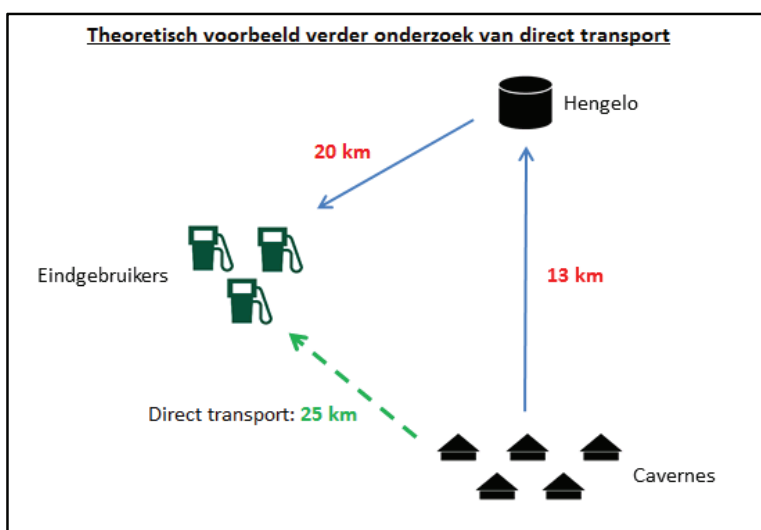 Theoretisch voorbeeld verder onderzoek van direct transport
Hengelo
20 km
Eindgebruikers
13 km
Direct transport: 25 km
Cavernes